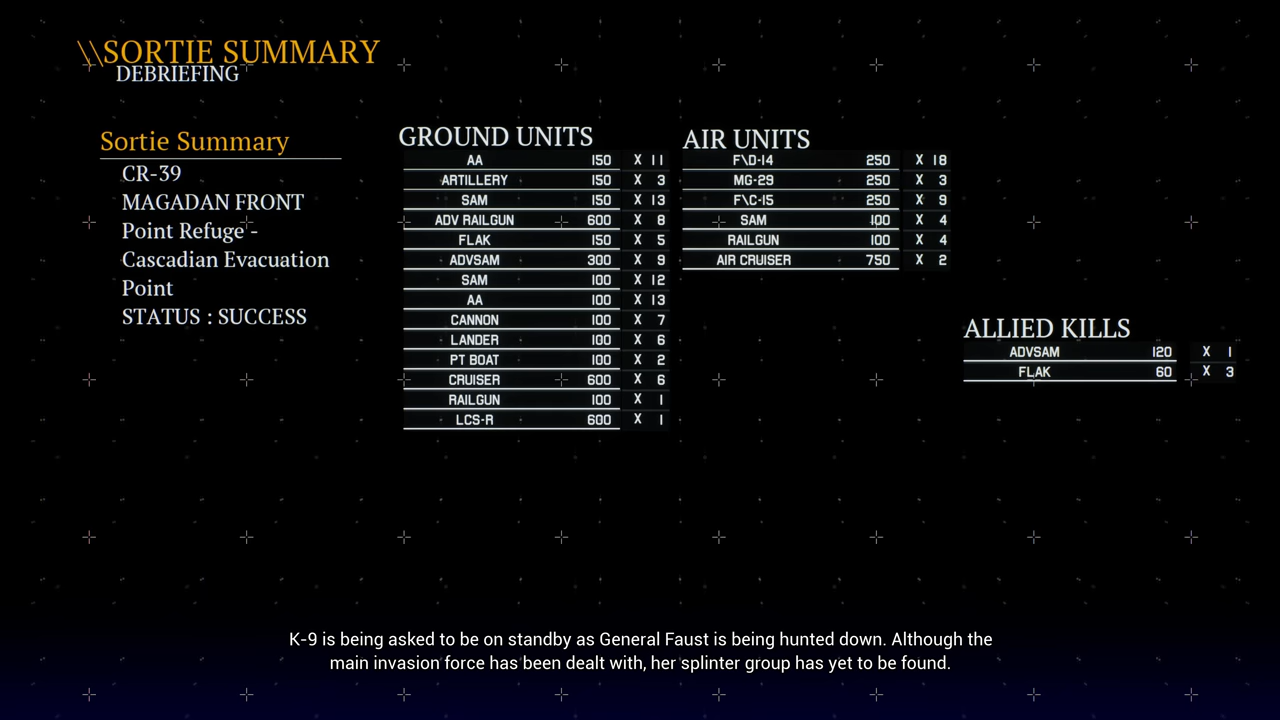 \\SORTIE SUMMARY
DEBRIEFING
Sortie Summary
CR-39
MAGADAN FRONT
Point Refuge -
Cascadian Evacuation
Point
STATUS : SUCCESS
GROUND UNITS
AA 150 X 11
ARTILLERY 150 X 3
SAM 150 X 13
ADV RAILGUN 600 X 8
FLAK 150 X 5
ADVSAM 300 X 9
SAM 100 X 12
AA 100 X 13
CANNON 100 X 7
LANDER 100 X 6
PT BOAT 100 X 2
CRUISER 600 X 6
RAILGUN 100 X 1
LCS-R 600 X 1
AIR UNITS
F\D-14 250 X 18
MG-29 250 X 3
F\C-15 250 X 9
SAM 100 X 4
RAILGUN 100 X 4
AIR CRUISER 750 X 2
ALLIED KILLS
ADVSAM 120 X 1
FLAK 60 X 3
K-9 is being asked to be on standby as General Faust is being hunted down. Although the
main invasion force has been dealt with, her splinter group has yet to be found.